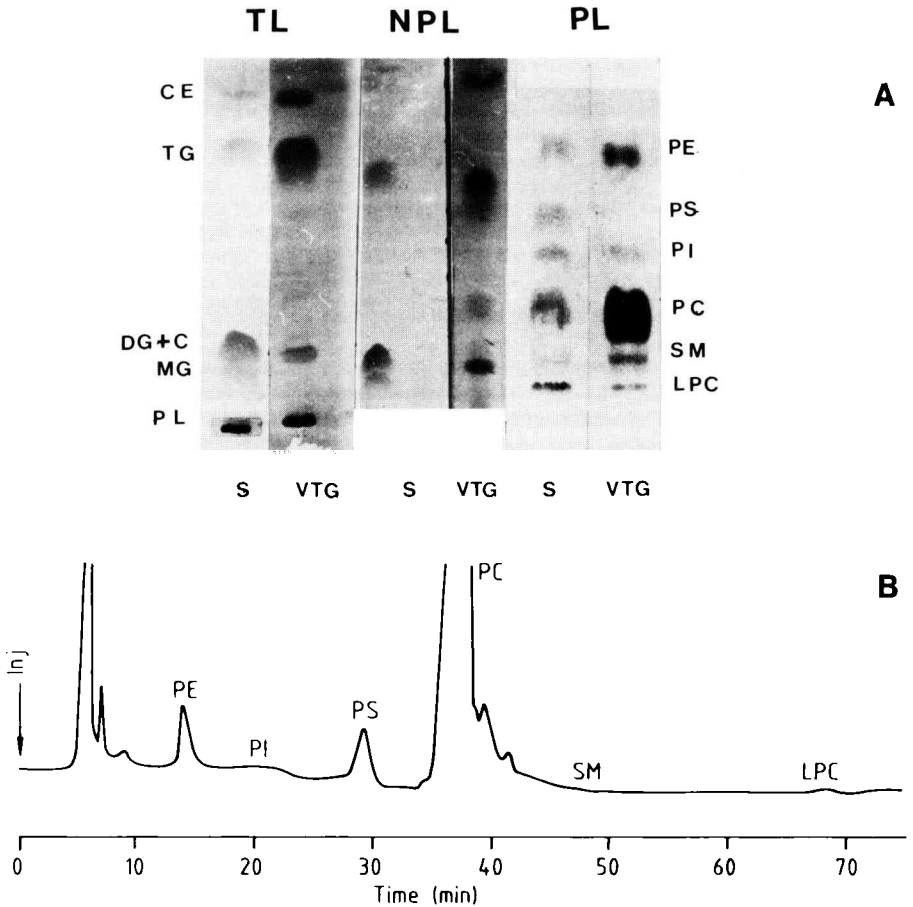 TL NPL PL
A
CE
TG
DG+C
MG
PL
PE
PS
PI
PC
SM
LPC
S VTG S VTG S VTG
B
Inj
PE
PI
PS
PC
SM
LPC
0 10 20 30 40 50 60 70
Time (min)